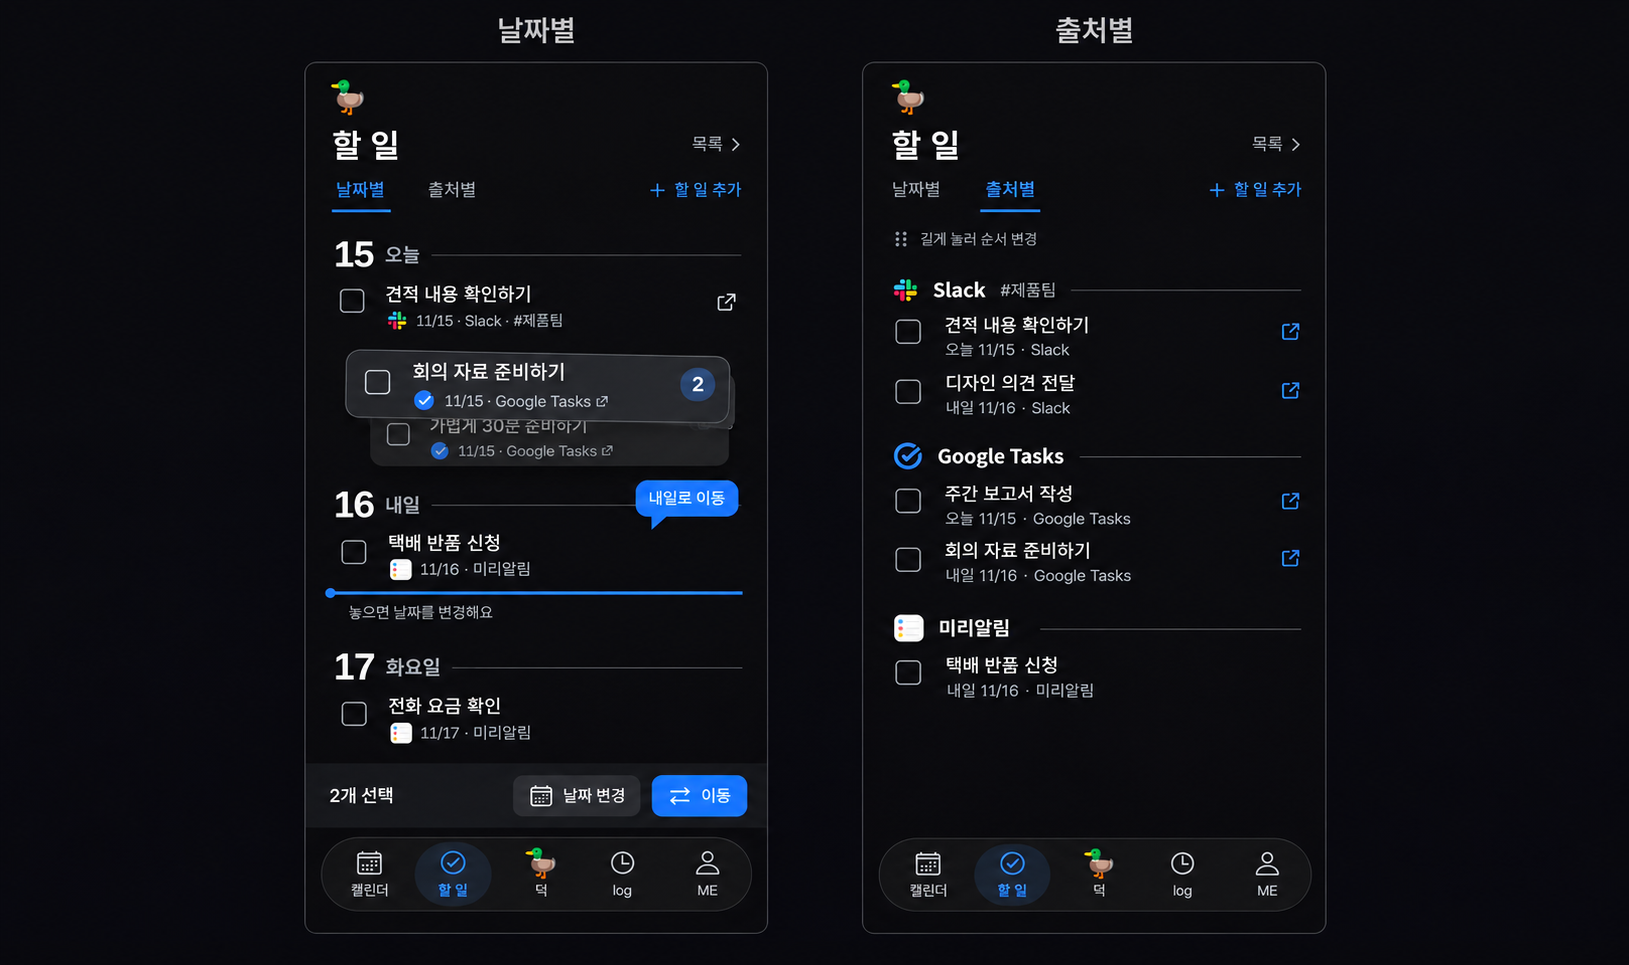 날짜별
할 일
목록
날짜별
출처별
+ 할 일 추가
15 오늘
견적 내용 확인하기
11/15 · Slack · #제품팀
회의 자료 준비하기
2
11/15 · Google Tasks
가볍게 30분 준비하기
11/15 · Google Tasks
16 내일
내일로 이동
택배 반품 신청
11/16 · 미리알림
놓으면 날짜를 변경해요
17 화요일
전화 요금 확인
11/17 · 미리알림
2개 선택
날짜 변경
이동
캘린더
할 일
덕
log
ME
출처별
할 일
목록
날짜별
출처별
+ 할 일 추가
길게 눌러 순서 변경
Slack #제품팀
견적 내용 확인하기
오늘 11/15 · Slack
디자인 의견 전달
내일 11/16 · Slack
Google Tasks
주간 보고서 작성
오늘 11/15 · Google Tasks
회의 자료 준비하기
내일 11/16 · Google Tasks
미리알림
택배 반품 신청
내일 11/16 · 미리알림
캘린더
할 일
덕
log
ME